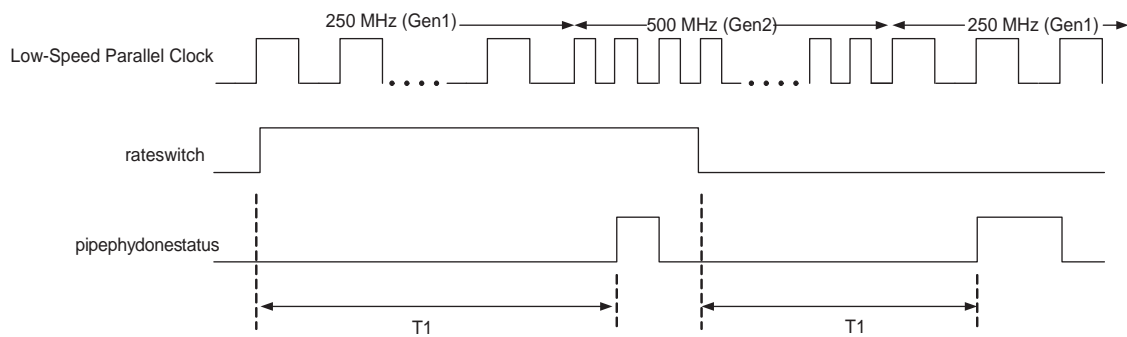 250 MHz (Gen1) 500 MHz (Gen2) 250 MHz (Gen1)
Low-Speed Parallel Clock
rateswitch
pipephydonestatus
T1 T1